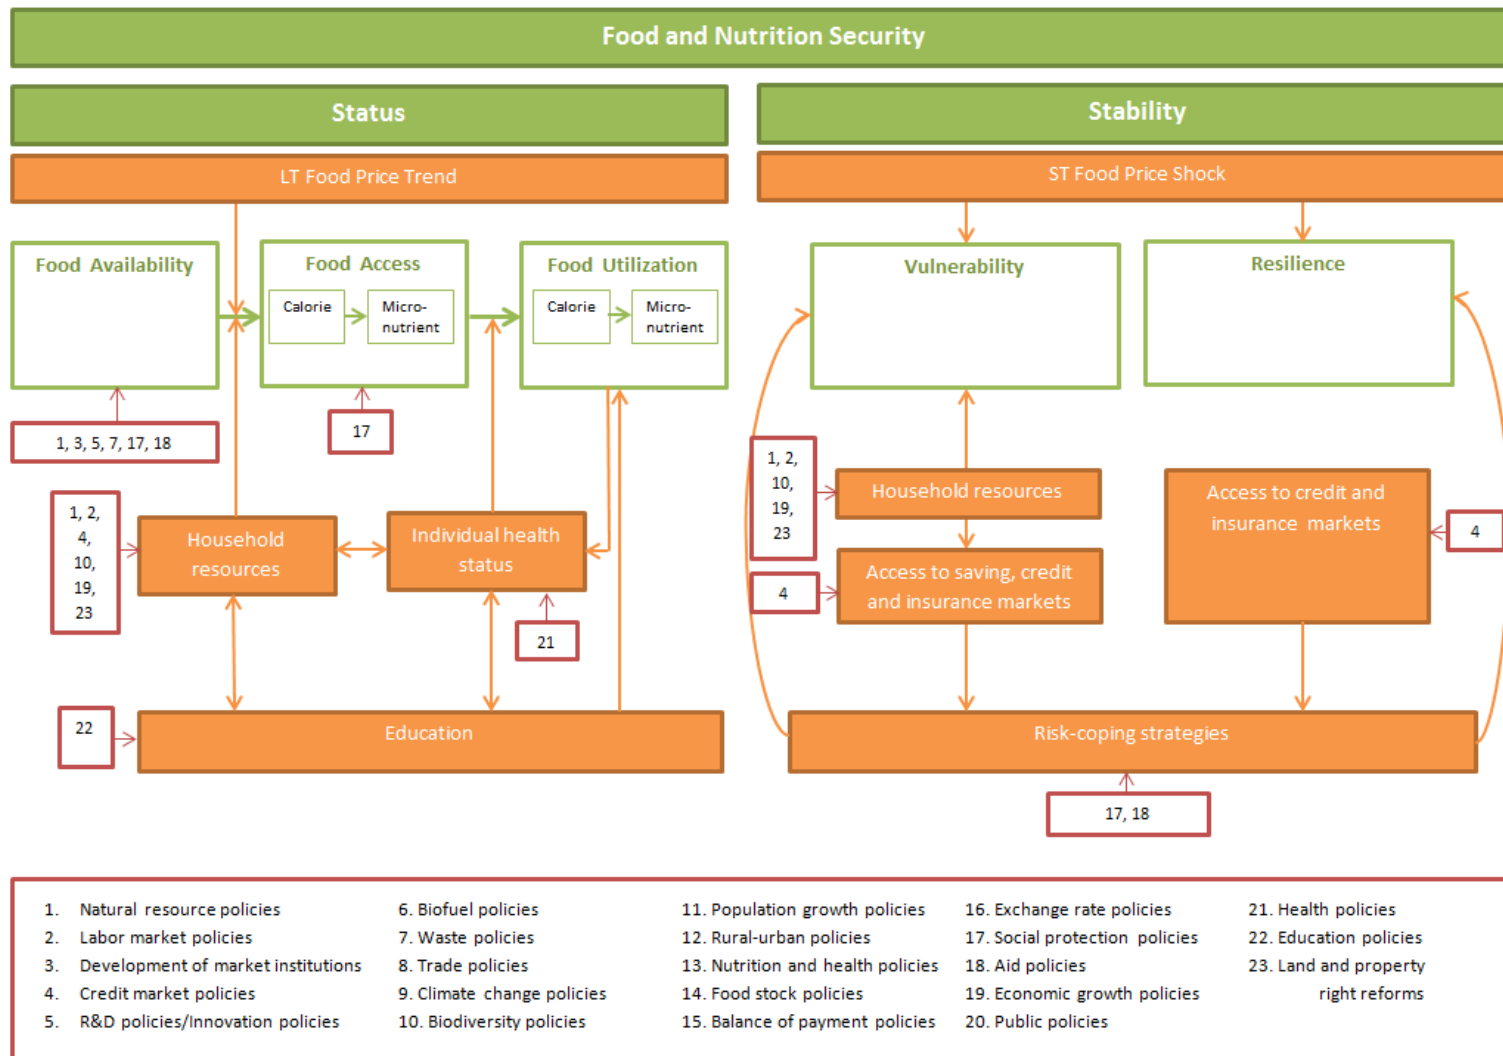 Food and Nutrition Security
Status
Stability
LT Food Price Trend
ST Food Price Shock
Food Availability
Food Access
Calorie
Micro-
nutrient
Food Utilization
Calorie
Micro-
nutrient
Vulnerability
Resilience
1, 3, 5, 7, 17, 18
17
1, 2,
4,
10,
19,
23
Household
resources
Individual health
status
21
22
Education
1, 2,
10,
19,
23
Household resources
4
Access to saving, credit
and insurance markets
Access to credit and
insurance markets
4
Risk-coping strategies
17, 18
1. Natural resource policies
2. Labor market policies
3. Development of market institutions
4. Credit market policies
5. R&D policies/Innovation policies
6. Biofuel policies
7. Waste policies
8. Trade policies
9. Climate change policies
10. Biodiversity policies
11. Population growth policies
12. Rural-urban policies
13. Nutrition and health policies
14. Food stock policies
15. Balance of payment policies
16. Exchange rate policies
17. Social protection policies
18. Aid policies
19. Economic growth policies
20. Public policies
21. Health policies
22. Education policies
23. Land and property
right reforms